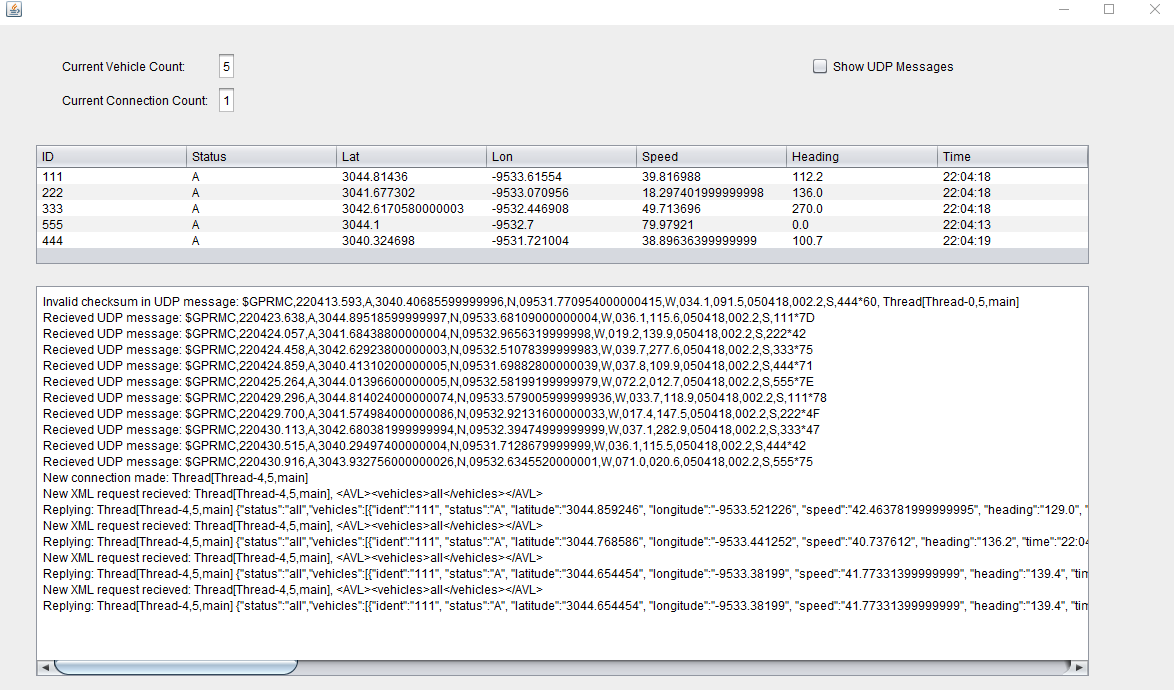 Current Vehicle Count: 5
Show UDP Messages
Current Connection Count: 1
ID Status Lat Lon Speed Heading Time
111 A 3044.81436 -9533.61554 39.816988 112.2 22:04:18
222 A 3041.677302 -9533.070956 18.297401999999998 136.0 22:04:18
333 A 3042.6170580000003 -9532.446908 49.713696 270.0 22:04:18
555 A 3044.1 -9532.7 79.97921 0.0 22:04:13
444 A 3040.324698 -9531.721004 38.89636399999999 100.7 22:04:19
Invalid checksum in UDP message: $GPRMC,220413.593,A,3040.40685599999996,N,09531.770954000000415,W,034.1,091.5,050418,002.2,S,444*60, Thread[Thread-0,5,main]
Recieved UDP message: $GPRMC,220423.638,A,3044.89518599999997,N,09533.68109000000004,W,036.1,115.6,050418,002.2,S,111*7D
Recieved UDP message: $GPRMC,220424.057,A,3041.68438800000004,N,09532.9656319999998,W,019.2,139.9,050418,002.2,S,222*42
Recieved UDP message: $GPRMC,220424.458,A,3042.62923800000003,N,09532.51078399999983,W,039.7,277.6,050418,002.2,S,333*75
Recieved UDP message: $GPRMC,220424.859,A,3040.41310200000005,N,09531.69882800000039,W,037.8,109.9,050418,002.2,S,444*71
Recieved UDP message: $GPRMC,220425.264,A,3044.01396600000005,N,09532.58199199999979,W,072.2,012.7,050418,002.2,S,555*7E
Recieved UDP message: $GPRMC,220429.296,A,3044.814024000000074,N,09533.579005999999936,W,033.7,118.9,050418,002.2,S,111*78
Recieved UDP message: $GPRMC,220429.700,A,3041.574984000000086,N,09532.92131600000033,W,017.4,147.5,050418,002.2,S,222*4F
Recieved UDP message: $GPRMC,220430.113,A,3042.680381999999994,N,09532.39474999999999,W,037.1,282.9,050418,002.2,S,333*47
Recieved UDP message: $GPRMC,220430.515,A,3040.29497400000004,N,09531.7128679999999,W,036.1,115.5,050418,002.2,S,444*42
Recieved UDP message: $GPRMC,220430.916,A,3043.932756000000026,N,09532.6345520000001,W,071.0,020.6,050418,002.2,S,555*75
New connection made: Thread[Thread-4,5,main]
New XML request recieved: Thread[Thread-4,5,main], <AVL><vehicles>all</vehicles></AVL>
Replying: Thread[Thread-4,5,main] {"status":"all","vehicles":[{"ident":"111", "status":"A", "latitude":"3044.859246", "longitude":"-9533.521226", "speed":"42.463781999999995", "heading":"129.0", "
New XML request recieved: Thread[Thread-4,5,main], <AVL><vehicles>all</vehicles></AVL>
Replying: Thread[Thread-4,5,main] {"status":"all","vehicles":[{"ident":"111", "status":"A", "latitude":"3044.768586", "longitude":"-9533.441252", "speed":"40.737612", "heading":"136.2", "time":"22:04
New XML request recieved: Thread[Thread-4,5,main], <AVL><vehicles>all</vehicles></AVL>
Replying: Thread[Thread-4,5,main] {"status":"all","vehicles":[{"ident":"111", "status":"A", "latitude":"3044.654454", "longitude":"-9533.38199", "speed":"41.77331399999999", "heading":"139.4", "tim
New XML request recieved: Thread[Thread-4,5,main], <AVL><vehicles>all</vehicles></AVL>
Replying: Thread[Thread-4,5,main] {"status":"all","vehicles":[{"ident":"111", "status":"A", "latitude":"3044.654454", "longitude":"-9533.38199", "speed":"41.77331399999999", "heading":"139.4", "tim